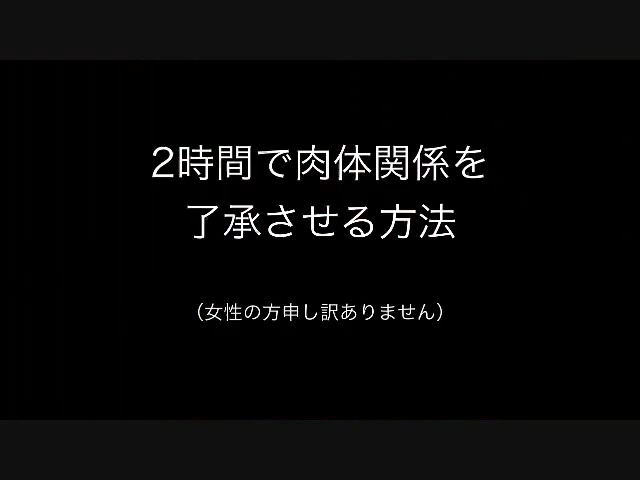 2時間で肉体関係を
了承させる方法
（女性の方申し訳ありません）